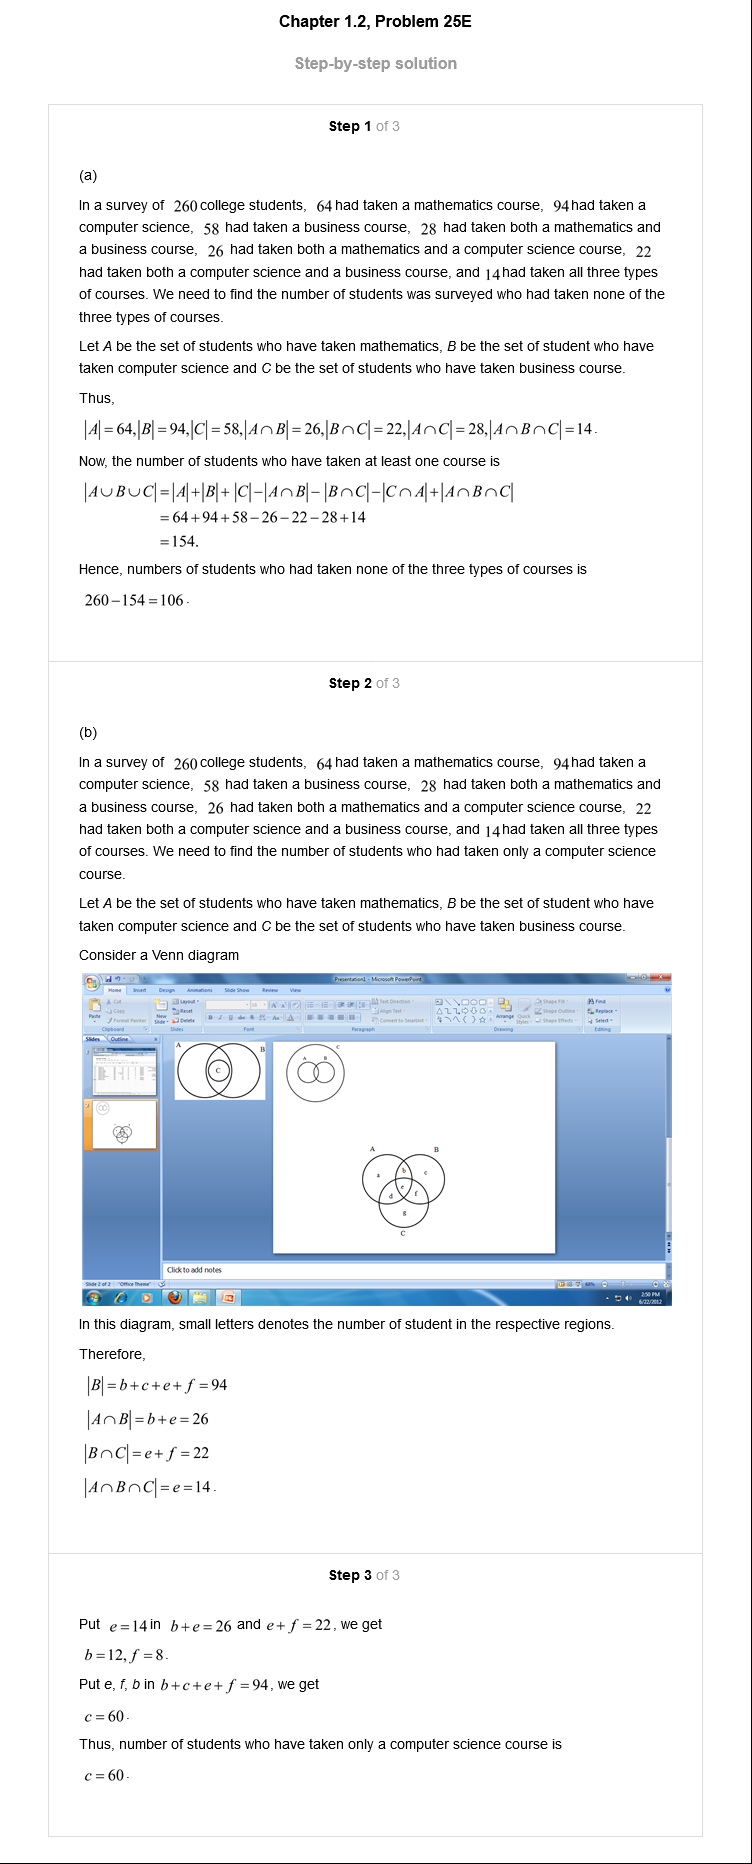 Chapter 1.2, Problem 25E
Step-by-step solution
Step 1 of 3
(a)
In a survey of 260 college students, 64 had taken a mathematics course, 94 had taken a
computer science, 58 had taken a business course, 28 had taken both a mathematics and
a business course, 26 had taken both a mathematics and a computer science course, 22
had taken both a computer science and a business course, and 14 had taken all three types
of courses. We need to find the number of students was surveyed who had taken none of the
three types of courses.
Let A be the set of students who have taken mathematics, B be the set of student who have
taken computer science and C be the set of students who have taken business course.
Thus,
|A| = 64, |B| = 94, |C| = 58, |A∩B| = 26, |B∩C| = 22, |A∩C| = 28, |A∩B∩C| = 14.
Now, the number of students who have taken at least one course is
|A∪B∪C| = |A|+|B|+|C|−|A∩B|−|B∩C|−|C∩A|+|A∩B∩C|
= 64+94+58−26−22−28+14
= 154.
Hence, numbers of students who had taken none of the three types of courses is
260−154 = 106.
Step 2 of 3
(b)
In a survey of 260 college students, 64 had taken a mathematics course, 94 had taken a
computer science, 58 had taken a business course, 28 had taken both a mathematics and
a business course, 26 had taken both a mathematics and a computer science course, 22
had taken both a computer science and a business course, and 14 had taken all three types
of courses. We need to find the number of students who had taken only a computer science
course.
Let A be the set of students who have taken mathematics, B be the set of student who have
taken computer science and C be the set of students who have taken business course.
Consider a Venn diagram
Presentation1 - Microsoft PowerPoint
Home Insert Design Animations Slide Show Review View
Paste Cut Copy Format Painter
New Slide Layout Reset Delete
Text Direction Align Text Convert to SmartArt
Arrange Quick Styles Shape Fill Shape Outline Shape Effects
Find Replace Select
Clipboard Slides Font Paragraph Drawing Editing
Slides Outline
A B C
A B C
A B
a b c
e
d f
g
C
Click to add notes
Slide 2 of 2 "Office Theme" 68%
2:50 PM
6/22/2012
In this diagram, small letters denotes the number of student in the respective regions.
Therefore,
|B| = b+c+e+f = 94
|A∩B| = b+e = 26
|B∩C| = e+f = 22
|A∩B∩C| = e = 14.
Step 3 of 3
Put e = 14 in b+e = 26 and e+f = 22, we get
b = 12, f = 8.
Put e, f, b in b+c+e+f = 94, we get
c = 60.
Thus, number of students who have taken only a computer science course is
c = 60.